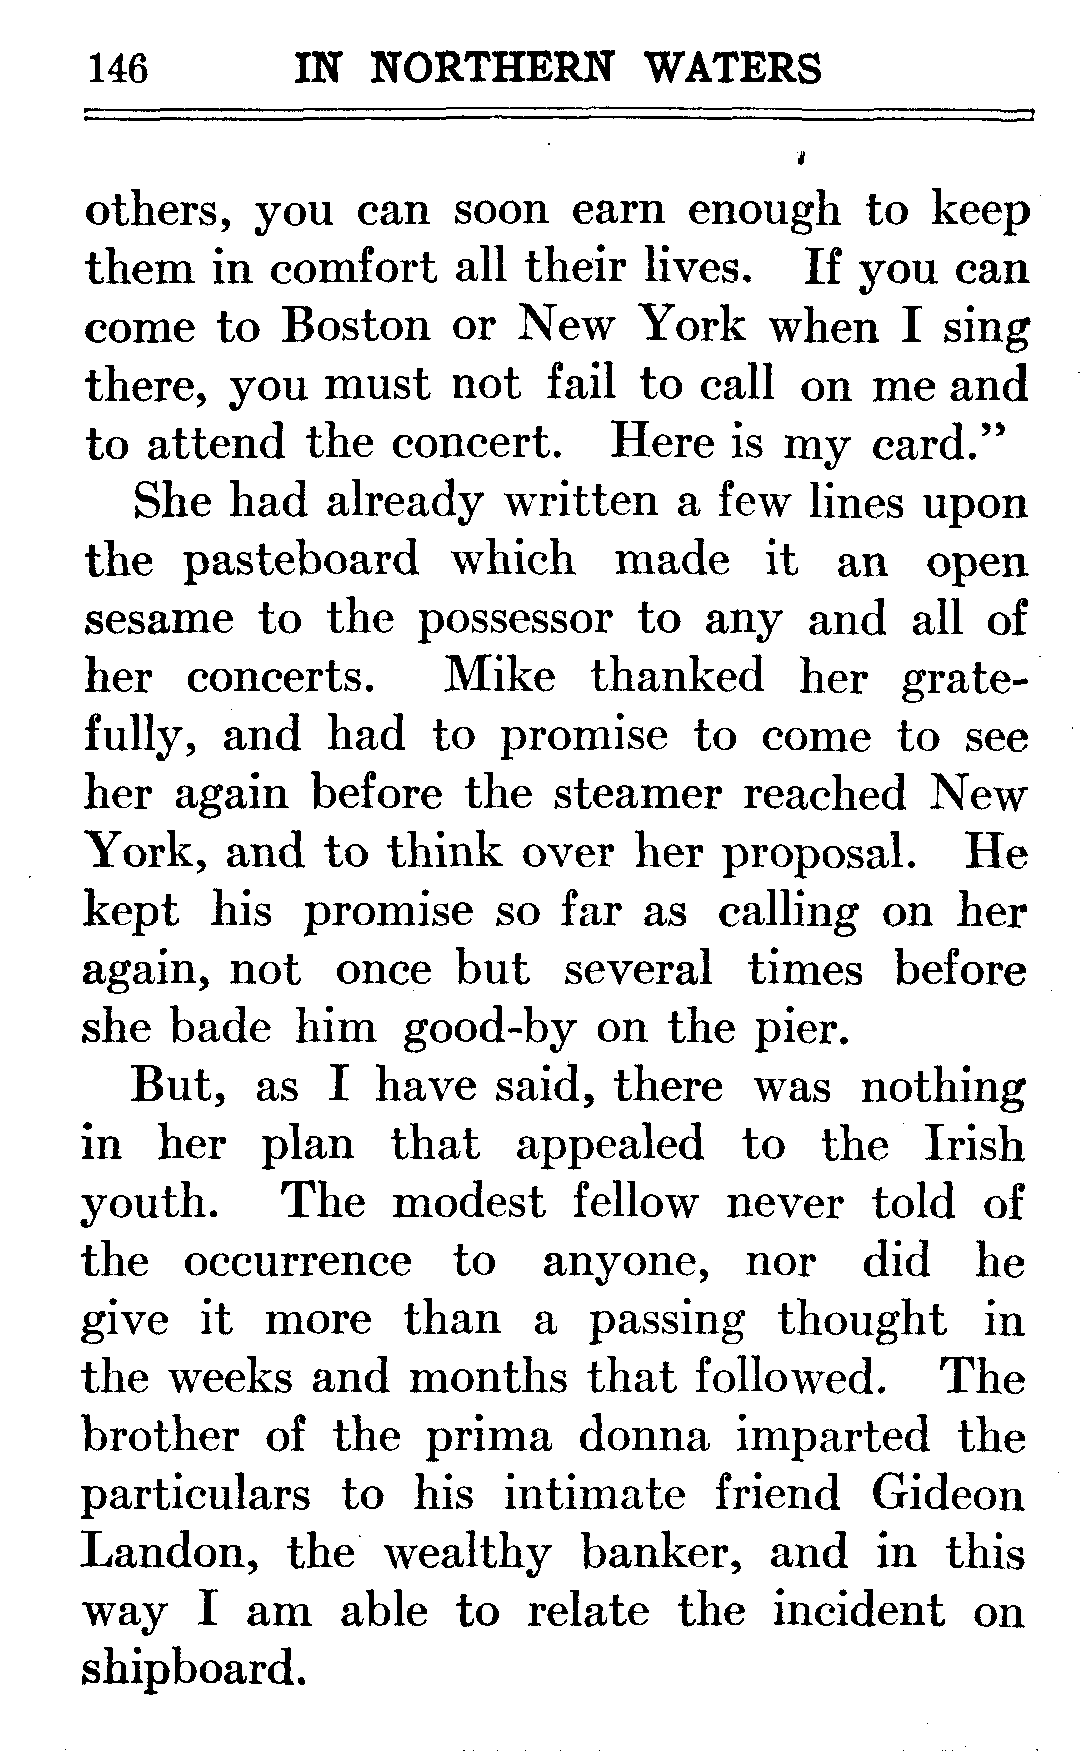 146 IN NORTHERN WATERS
others, you can soon earn enough to keep
them in comfort all their lives. If you can
come to Boston or New York when I sing
there, you must not fail to call on me and
to attend the concert. Here is my card.”
She had already written a few lines upon
the pasteboard which made it an open
sesame to the possessor to any and all of
her concerts. Mike thanked her grate-
fully, and had to promise to come to see
her again before the steamer reached New
York, and to think over her proposal. He
kept his promise so far as calling on her
again, not once but several times before
she bade him good-by on the pier.
But, as I have said, there was nothing
in her plan that appealed to the Irish
youth. The modest fellow never told of
the occurrence to anyone, nor did he
give it more than a passing thought in
the weeks and months that followed. The
brother of the prima donna imparted the
particulars to his intimate friend Gideon
Landon, the wealthy banker, and in this
way I am able to relate the incident on
shipboard.